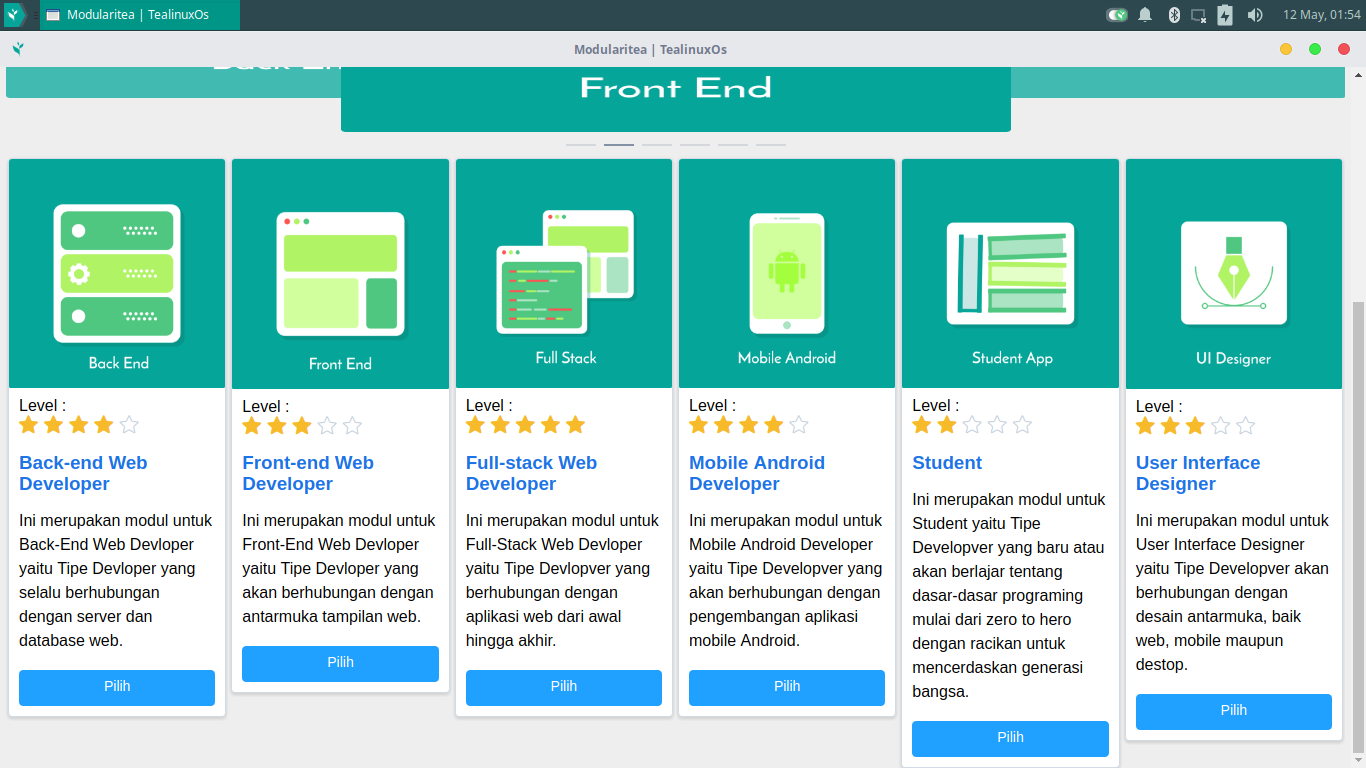 Modularitea | TealinuxOs
12 May, 01:54
Modularitea | TealinuxOs
Front End
Back End
Level :
Back-end Web
Developer
Ini merupakan modul untuk
Back-End Web Devloper
yaitu Tipe Devloper yang
selalu berhubungan
dengan server dan
database web.
Pilih
Front End
Level :
Front-end Web
Developer
Ini merupakan modul untuk
Front-End Web Devloper
yaitu Tipe Devloper yang
akan berhubungan dengan
antarmuka tampilan web.
Pilih
Full Stack
Level :
Full-stack Web
Developer
Ini merupakan modul untuk
Full-Stack Web Devloper
yaitu Tipe Devlopver yang
berhubungan dengan
aplikasi web dari awal
hingga akhir.
Pilih
Mobile Android
Level :
Mobile Android
Developer
Ini merupakan modul untuk
Mobile Android Developer
yaitu Tipe Developver yang
akan berhubungan dengan
pengembangan aplikasi
mobile Android.
Pilih
Student App
Level :
Student
Ini merupakan modul untuk
Student yaitu Tipe
Developver yang baru atau
akan berlajar tentang
dasar-dasar programing
mulai dari zero to hero
dengan racikan untuk
mencerdaskan generasi
bangsa.
Pilih
UI Designer
Level :
User Interface
Designer
Ini merupakan modul untuk
User Interface Designer
yaitu Tipe Developver akan
berhubungan dengan
desain antarmuka, baik
web, mobile maupun
destop.
Pilih